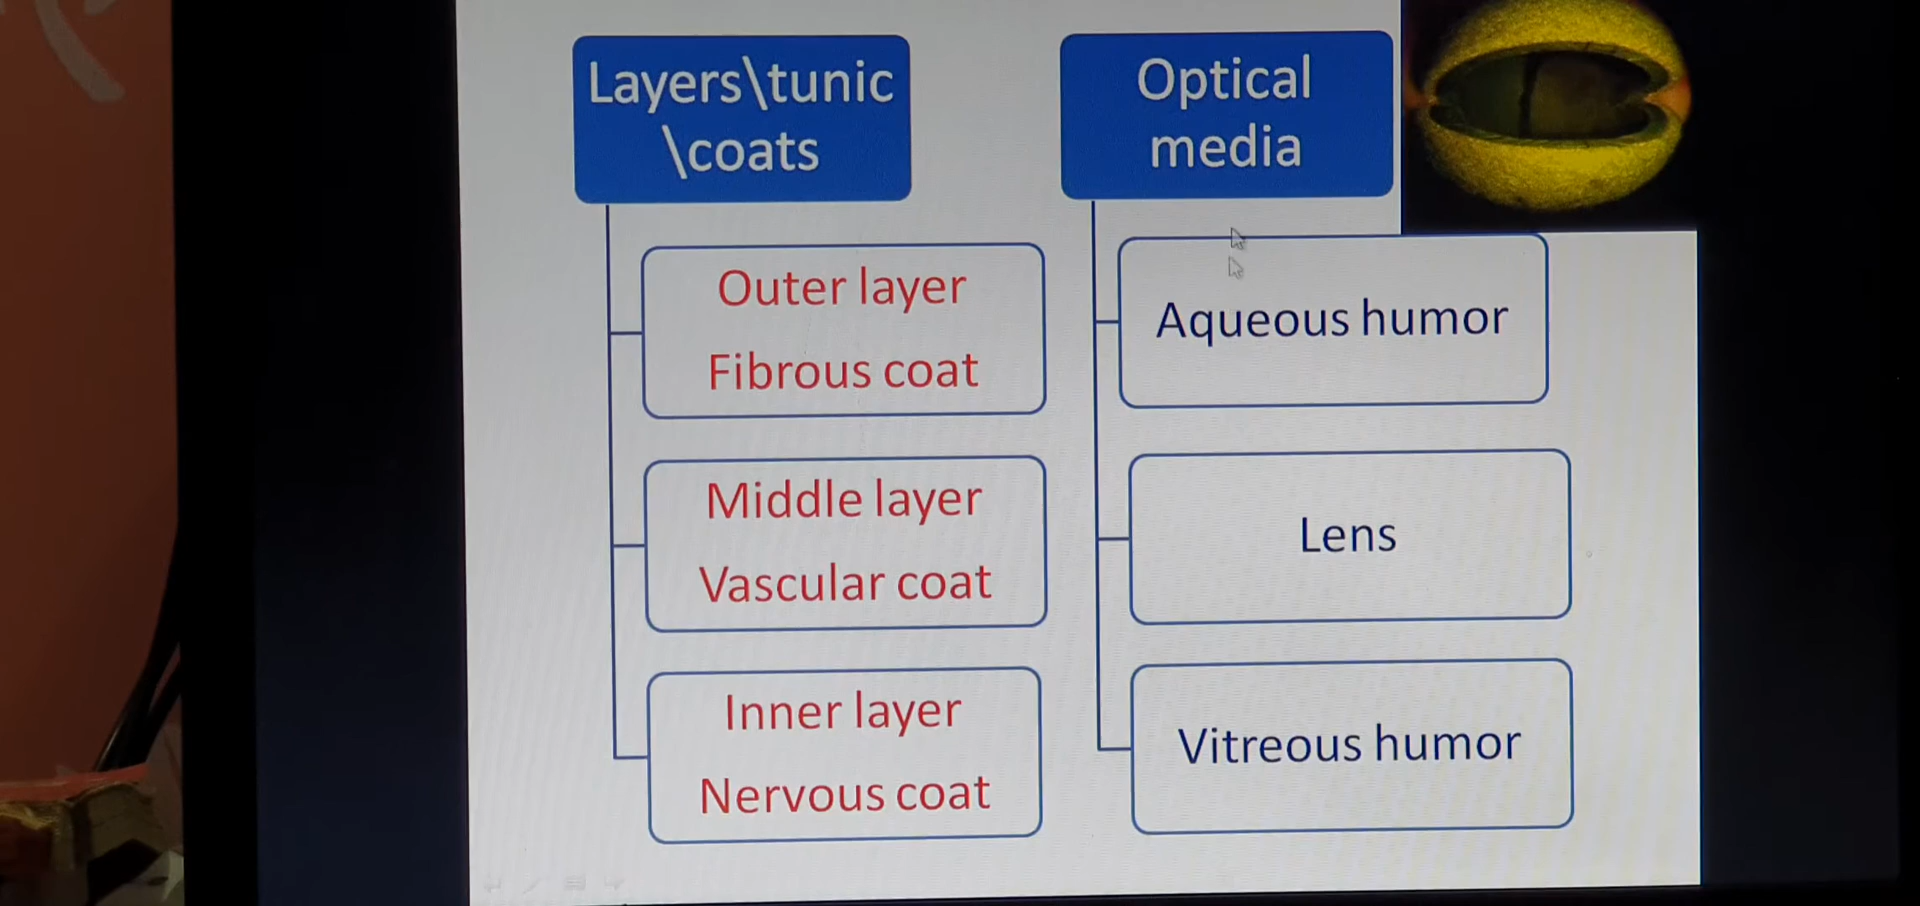 Layers\tunic
\coats
Outer layer
Fibrous coat
Middle layer
Vascular coat
Inner layer
Nervous coat
Optical
media
Aqueous humor
Lens
Vitreous humor